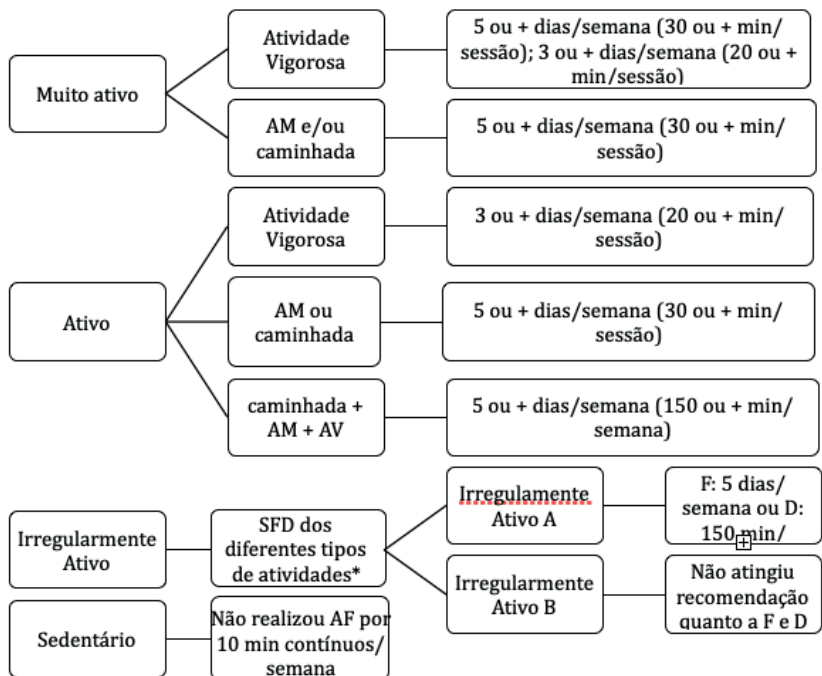 Muito ativo
Atividade
Vigorosa
5 ou + dias/semana (30 ou + min/
sessão); 3 ou + dias/semana (20 ou +
min/sessão)
AM e/ou
caminhada
5 ou + dias/semana (30 ou + min/
sessão)
Ativo
Atividade
Vigorosa
3 ou + dias/semana (20 ou + min/
sessão)
AM ou
caminhada
5 ou + dias/semana (30 ou + min/
sessão)
caminhada +
AM + AV
5 ou + dias/semana (150 ou + min/
semana)
Irregularmente
Ativo
SFD dos
diferentes tipos
de atividades*
Irregulamente
Ativo A
F: 5 dias/
semana ou D:
150 min/
Irregularmente
Ativo B
Não atingiu
recomendação
quanto a F e D
Sedentário
Não realizou AF por
10 min contínuos/
semana